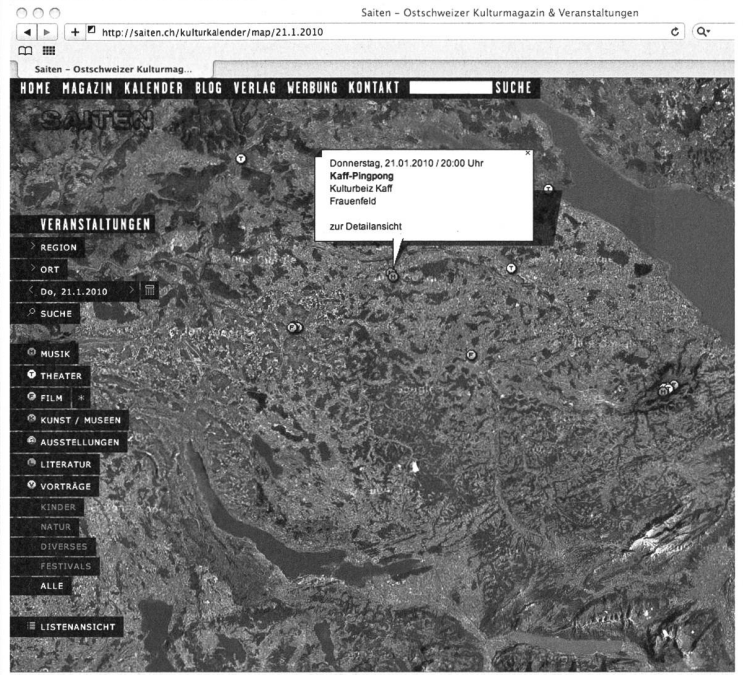 Saiten – Ostschweizer Kulturmagazin & Veranstaltungen
http://saiten.ch/kulturkalender/map/21.1.2010
Saiten – Ostschweizer Kulturmag...
HOME MAGAZIN KALENDER BLOG VERLAG WERBUNG KONTAKT SUCHE
SAITEN
Donnerstag, 21.01.2010 / 20:00 Uhr
Kaff-Pingpong
Kulturbeiz Kaff
Frauenfeld
zur Detailansicht
VERANSTALTUNGEN
REGION
ORT
Do, 21.1.2010
SUCHE
MUSIK
THEATER
FILM
KUNST / MUSEEN
AUSSTELLUNGEN
LITERATUR
VORTRÄGE
KINDER
NATUR
DIVERSES
FESTIVALS
ALLE
LISTENANSICHT